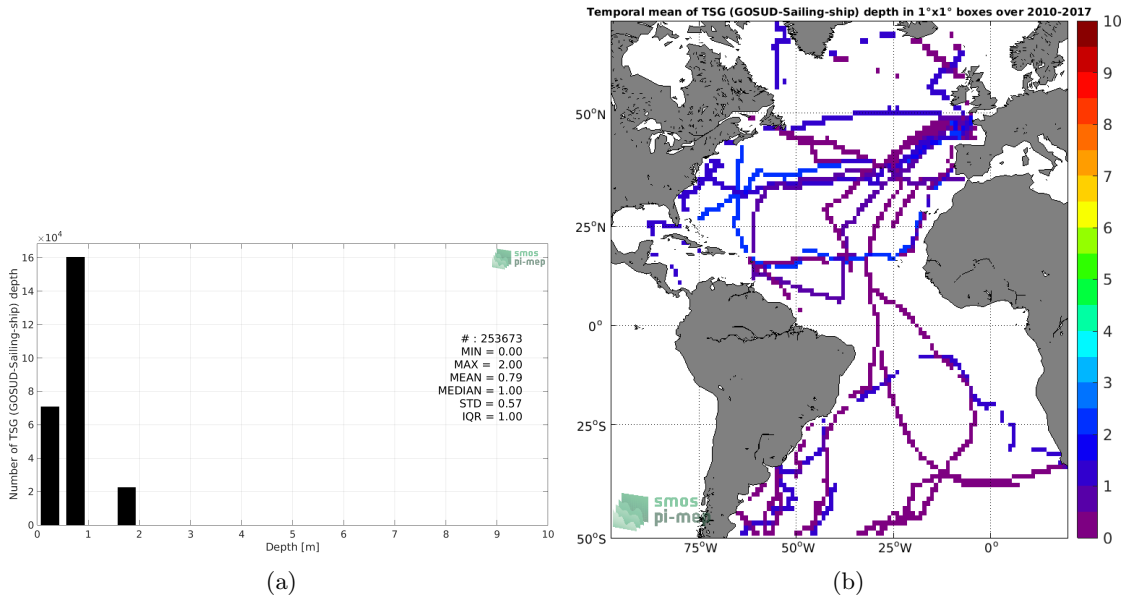 ×10⁴
16
14
12
10
8
6
4
2
0
Number of TSG (GOSUD-Sailing-ship) depth
smos
pi-mep
# : 253673
MIN = 0.00
MAX = 2.00
MEAN = 0.79
MEDIAN = 1.00
STD = 0.57
IQR = 1.00
0 1 2 3 4 5 6 7 8 9 10
Depth [m]
(a)
Temporal mean of TSG (GOSUD-Sailing-ship) depth in 1°x1° boxes over 2010-2017
50°N
25°N
0°
25°S
50°S
75°W 50°W 25°W 0°
smos
pi-mep
10
9
8
7
6
5
4
3
2
1
0
(b)